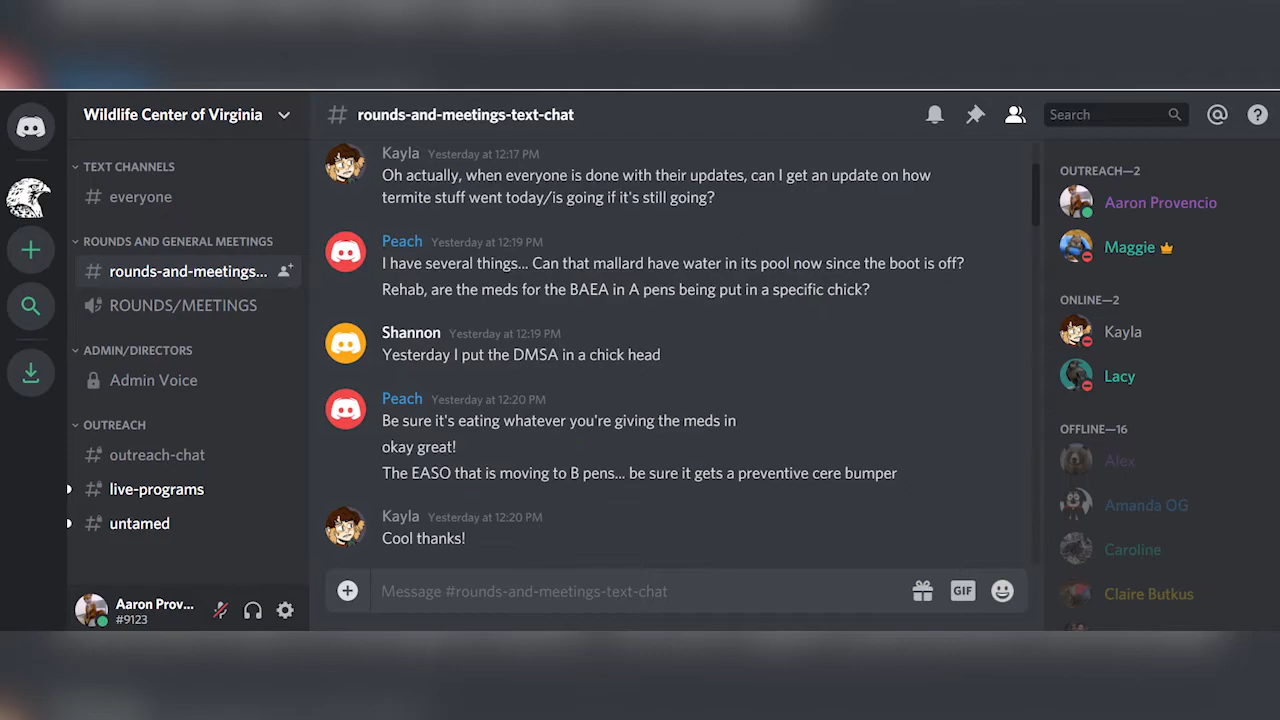 Wildlife Center of Virginia
TEXT CHANNELS
everyone
ROUNDS AND GENERAL MEETINGS
rounds-and-meetings...
ROUNDS/MEETINGS
ADMIN/DIRECTORS
Admin Voice
OUTREACH
outreach-chat
live-programs
untamed
Aaron Prov...
#9123
# rounds-and-meetings-text-chat
Search
Kayla Yesterday at 12:17 PM
Oh actually, when everyone is done with their updates, can I get an update on how
termite stuff went today/is going if it's still going?
Peach Yesterday at 12:19 PM
I have several things... Can that mallard have water in its pool now since the boot is off?
Rehab, are the meds for the BAEA in A pens being put in a specific chick?
Shannon Yesterday at 12:19 PM
Yesterday I put the DMSA in a chick head
Peach Yesterday at 12:20 PM
Be sure it's eating whatever you're giving the meds in
okay great!
The EASO that is moving to B pens... be sure it gets a preventive cere bumper
Kayla Yesterday at 12:20 PM
Cool thanks!
Message #rounds-and-meetings-text-chat
GIF
OUTREACH—2
Aaron Provencio
Maggie
ONLINE—2
Kayla
Lacy
OFFLINE—16
Alex
Amanda OG
Caroline
Claire Butkus